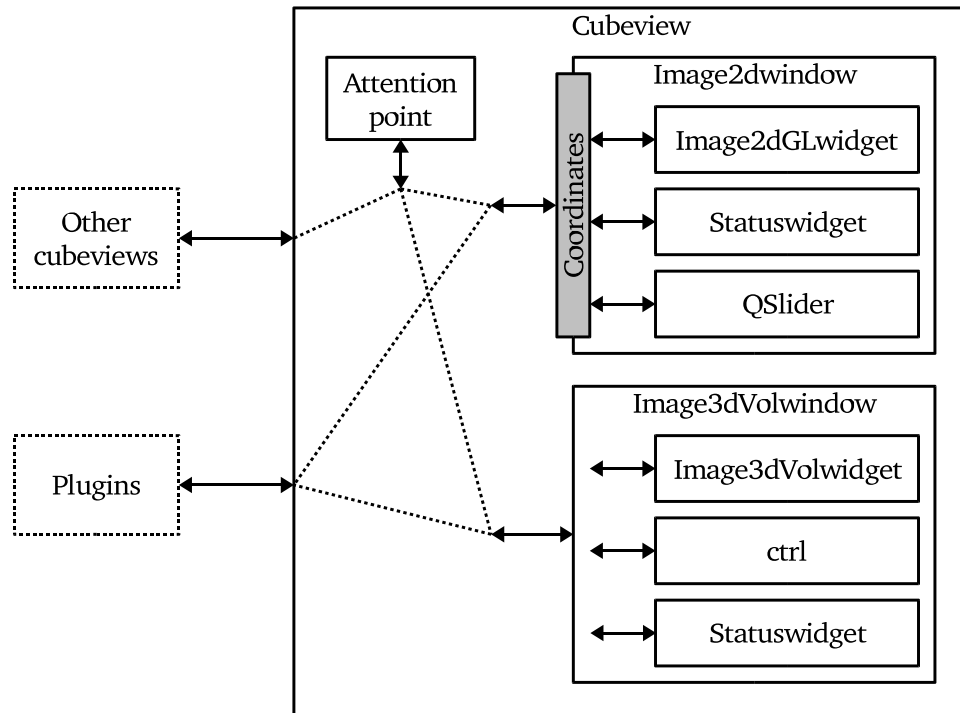 Cubeview
Attention
point
Image2dwindow
Coordinates
Image2dGLwidget
Statuswidget
QSlider
Other
cubeviews
Image3dVolwindow
Image3dVolwidget
Plugins
ctrl
Statuswidget